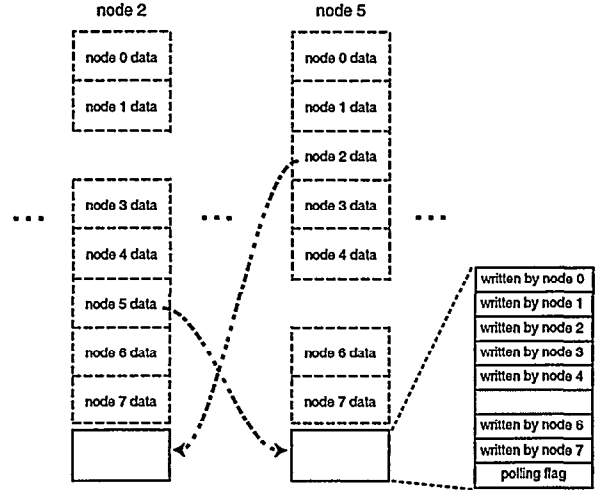 node 2
node 0 data
node 1 data
node 3 data
node 4 data
node 5 data
node 6 data
node 7 data
node 5
node 0 data
node 1 data
node 2 data
node 3 data
node 4 data
node 6 data
node 7 data
written by node 0
written by node 1
written by node 2
written by node 3
written by node 4
written by node 6
written by node 7
polling flag